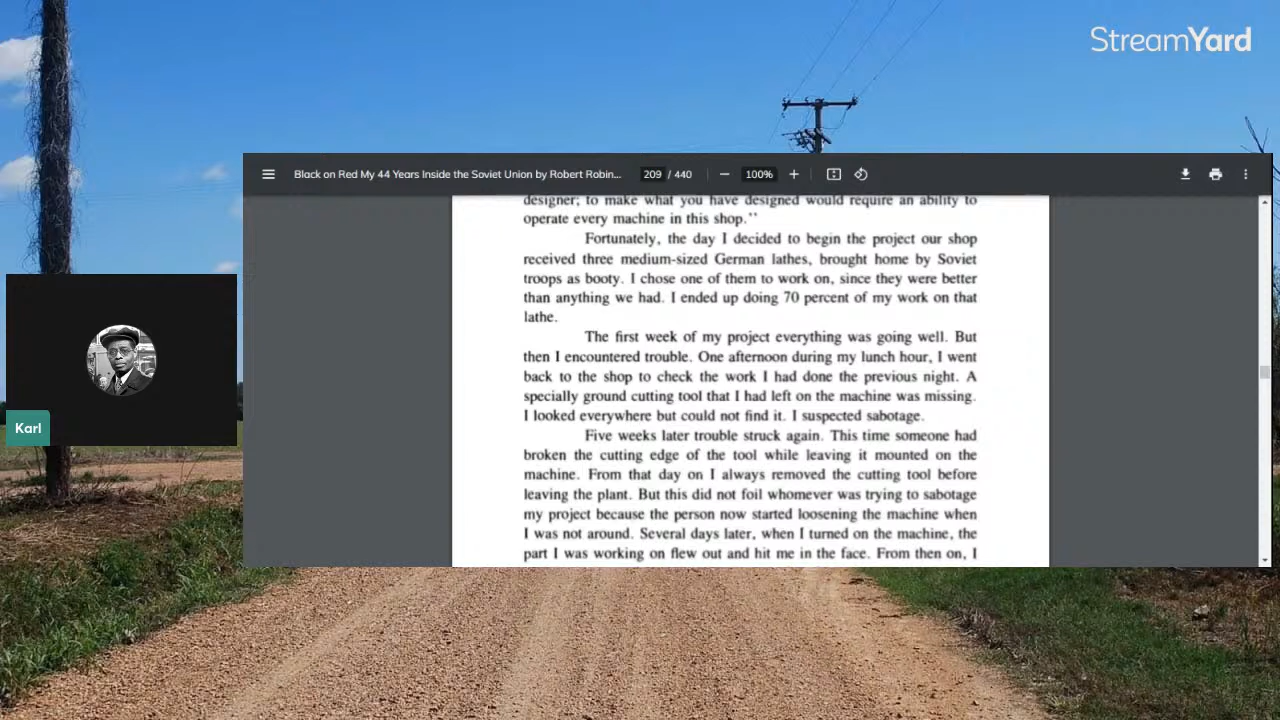 StreamYard
Black on Red My 44 Years Inside the Soviet Union by Robert Robin...
209 / 440
100%
designer; to make what you have designed would require an ability to
operate every machine in this shop."
Fortunately, the day I decided to begin the project our shop
received three medium-sized German lathes, brought home by Soviet
troops as booty. I chose one of them to work on, since they were better
than anything we had. I ended up doing 70 percent of my work on that
lathe.
The first week of my project everything was going well. But
then I encountered trouble. One afternoon during my lunch hour, I went
back to the shop to check the work I had done the previous night. A
specially ground cutting tool that I had left on the machine was missing.
I looked everywhere but could not find it. I suspected sabotage.
Five weeks later trouble struck again. This time someone had
broken the cutting edge of the tool while leaving it mounted on the
machine. From that day on I always removed the cutting tool before
leaving the plant. But this did not foil whomever was trying to sabotage
my project because the person now started loosening the machine when
I was not around. Several days later, when I turned on the machine, the
part I was working on flew out and hit me in the face. From then on, I
Karl